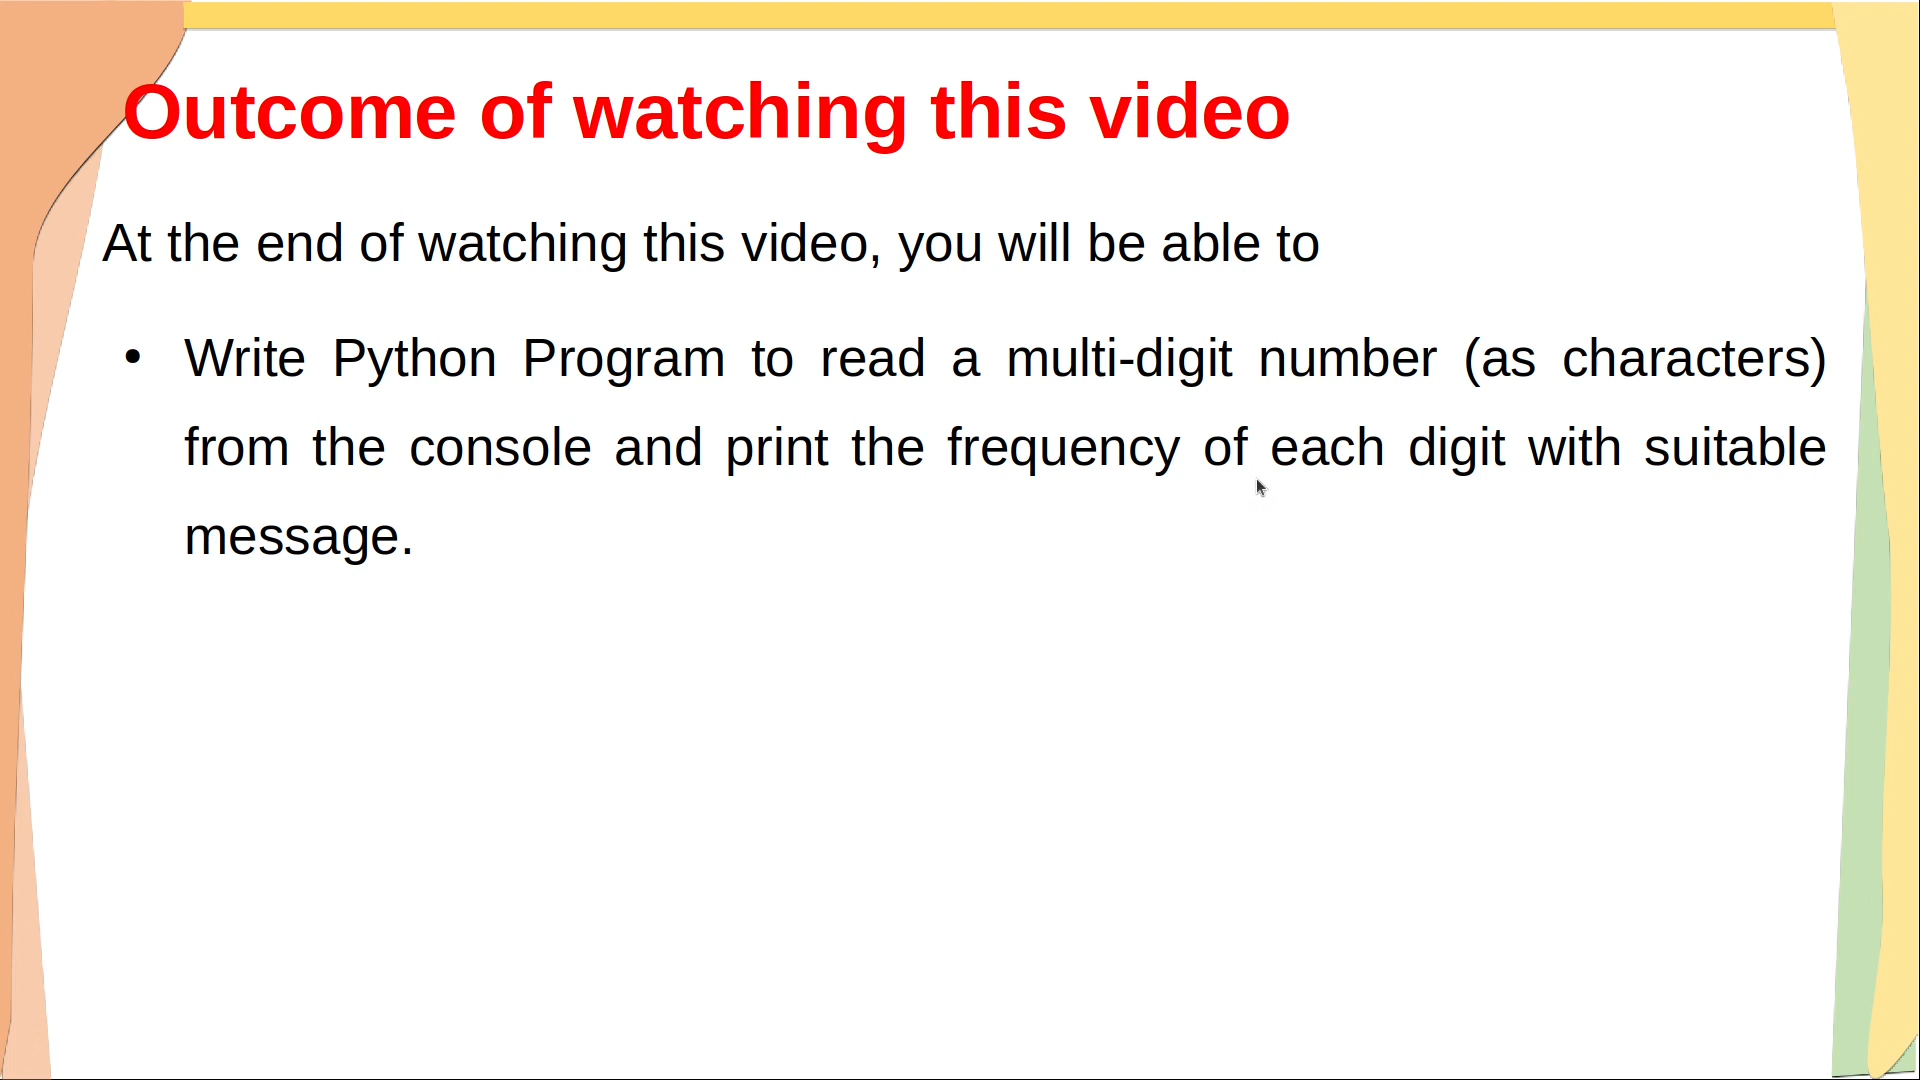 Outcome of watching this video
At the end of watching this video, you will be able to
• Write Python Program to read a multi-digit number (as characters)
from the console and print the frequency of each digit with suitable
message.